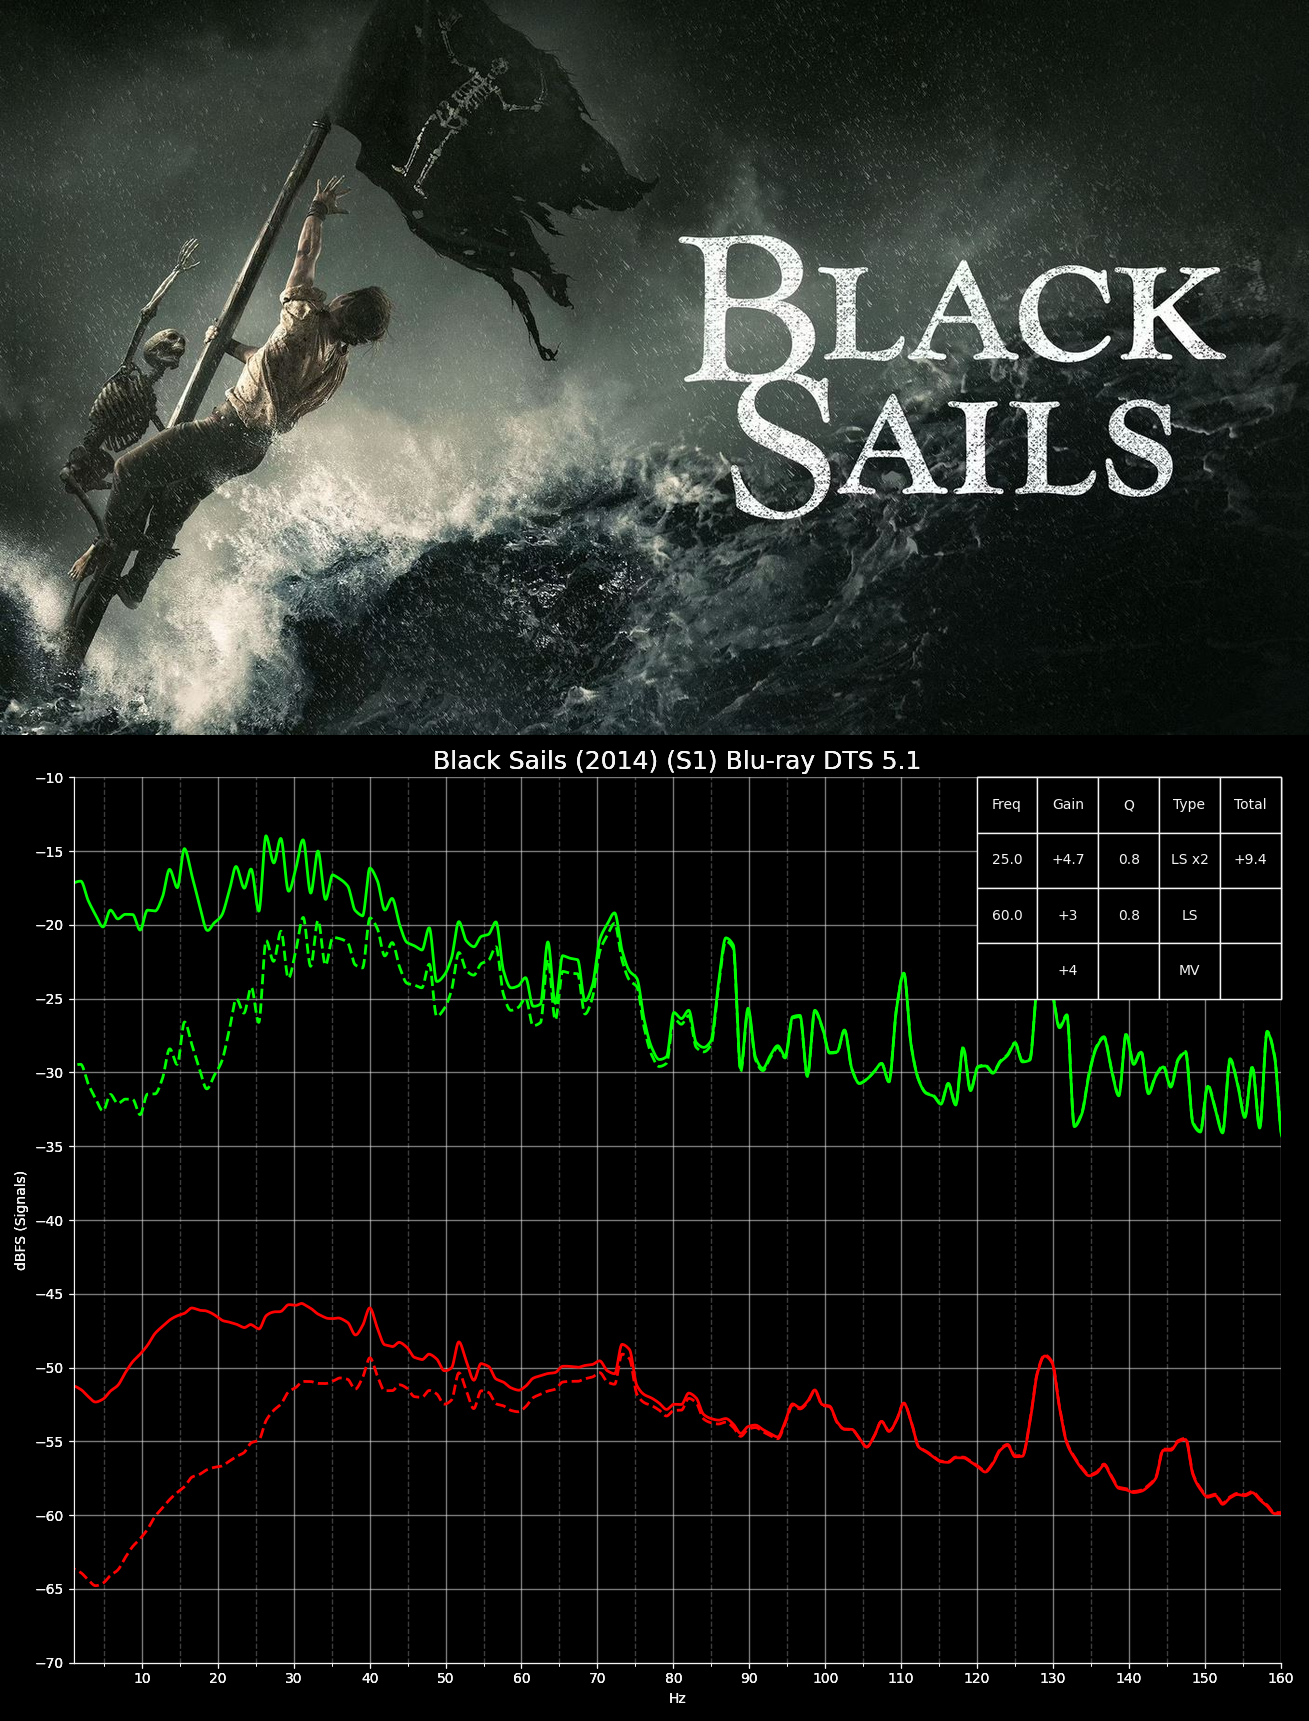 BLACK
SAILS
Black Sails (2014) (S1) Blu-ray DTS 5.1
Freq Gain Q Type Total
25.0 +4.7 0.8 LS x2 +9.4
60.0 +3 0.8 LS
+4 MV
−10
−15
−20
−25
−30
−35
−40
−45
−50
−55
−60
−65
−70
dBFS (Signals)
10 20 30 40 50 60 70 80 90 100 110 120 130 140 150 160
Hz